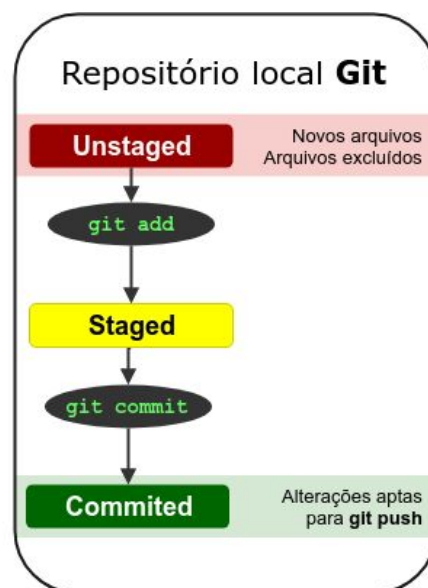 Repositório local Git
Unstaged
Novos arquivos
Arquivos excluídos
git add
Staged
git commit
Commited
Alterações aptas
para git push